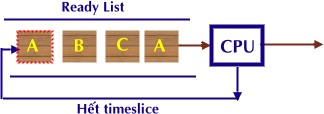 Ready List
A B C A CPU
Hết timeslice